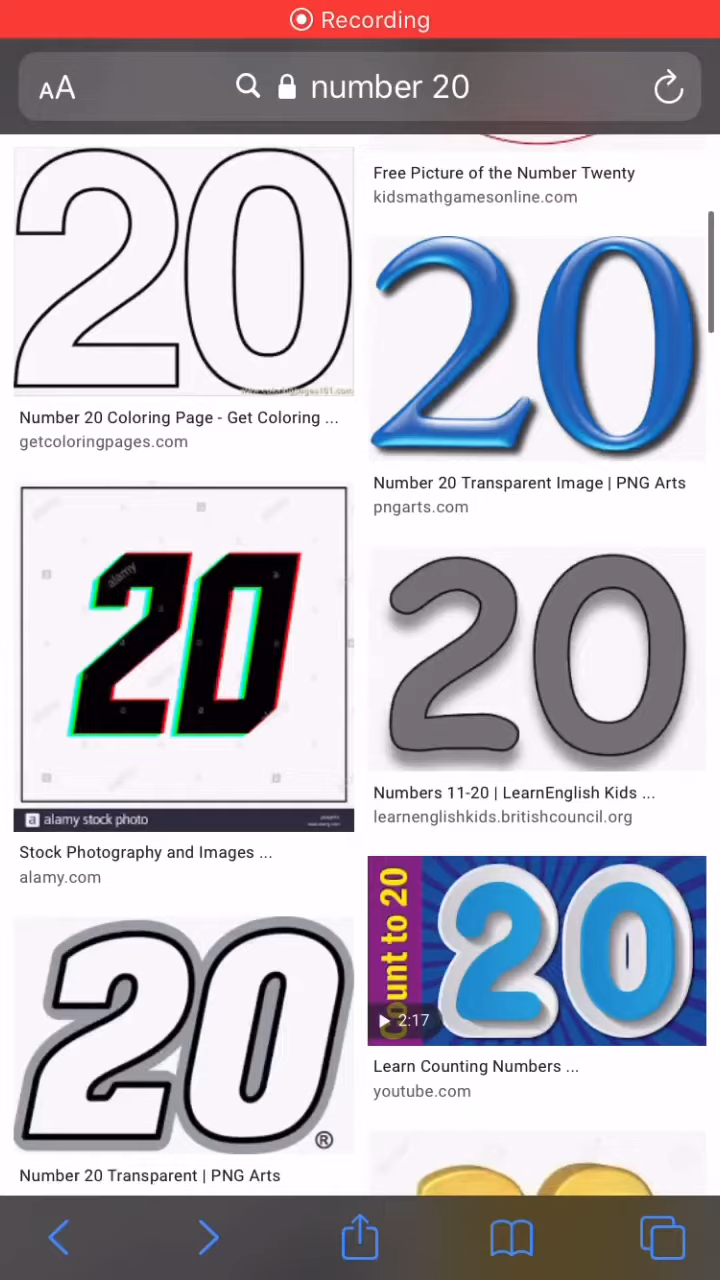 Recording
AA number 20
20
Number 20 Coloring Page - Get Coloring ...
getcoloringpages.com
Free Picture of the Number Twenty
kidsmathgamesonline.com
20
Number 20 Transparent Image | PNG Arts
pngarts.com
alamy
20
a alamy stock photo
Stock Photography and Images ...
alamy.com
20
Numbers 11-20 | LearnEnglish Kids ...
learnenglishkids.britishcouncil.org
Count to 20
20
2:17
Learn Counting Numbers ...
youtube.com
20
®
Number 20 Transparent | PNG Arts